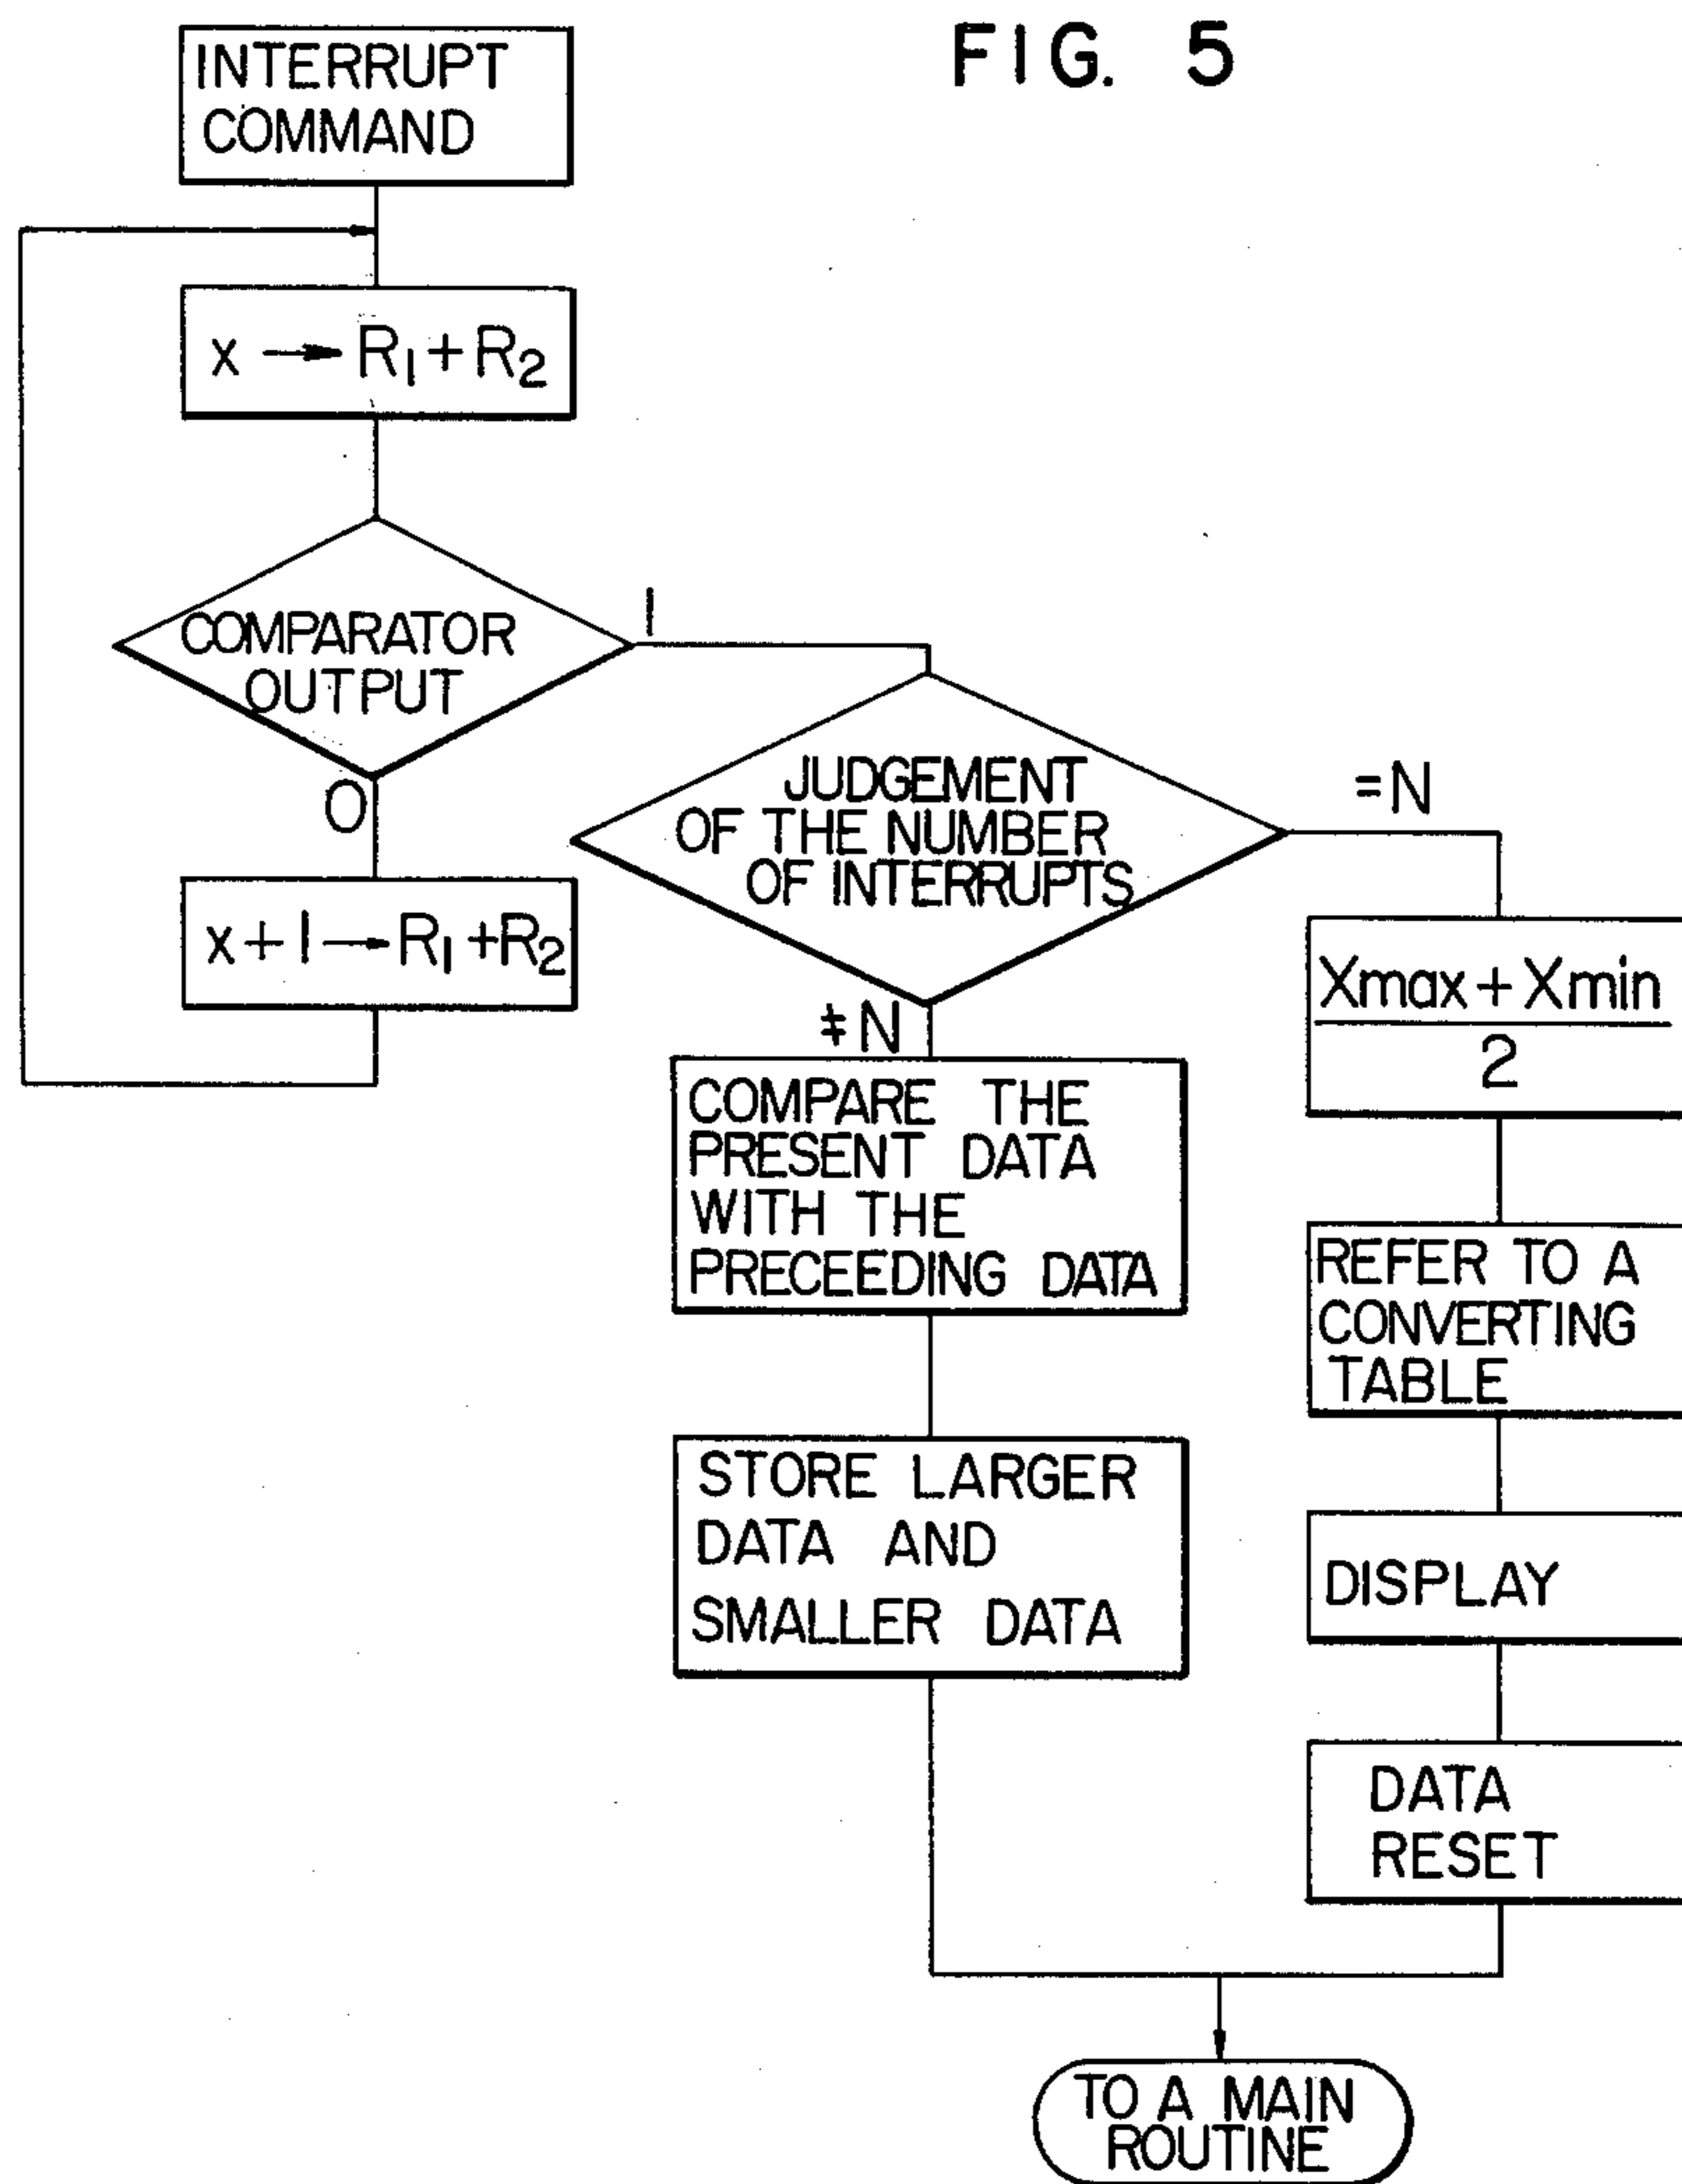 FIG. 5
INTERRUPT
COMMAND
x → R₁+R₂
COMPARATOR
OUTPUT
1
0
x+1→R₁+R₂
JUDGEMENT
OF THE NUMBER
OF INTERRUPTS
=N
≠N
COMPARE THE
PRESENT DATA
WITH THE
PRECEEDING DATA
STORE LARGER
DATA AND
SMALLER DATA
Xmax + Xmin
2
REFER TO A
CONVERTING
TABLE
DISPLAY
DATA
RESET
TO A MAIN
ROUTINE